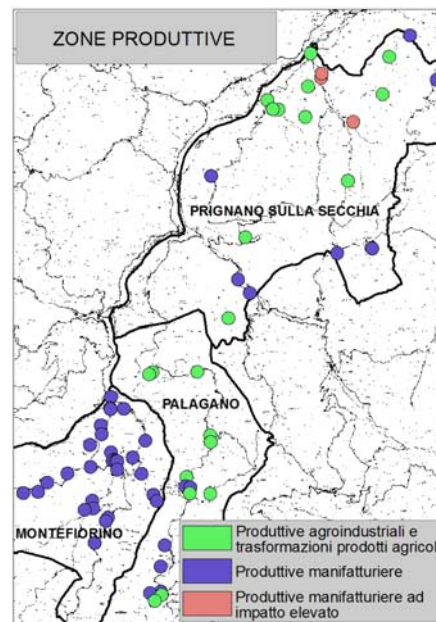 ZONE PRODUTTIVE
PRIGNANO SULLA SECCHIA
PALAGANO
MONTEFIORINO
Produttive agroindustriali e
trasformazioni prodotti agricol
Produttive manifatturiere
Produttive manifatturiere ad
impatto elevato